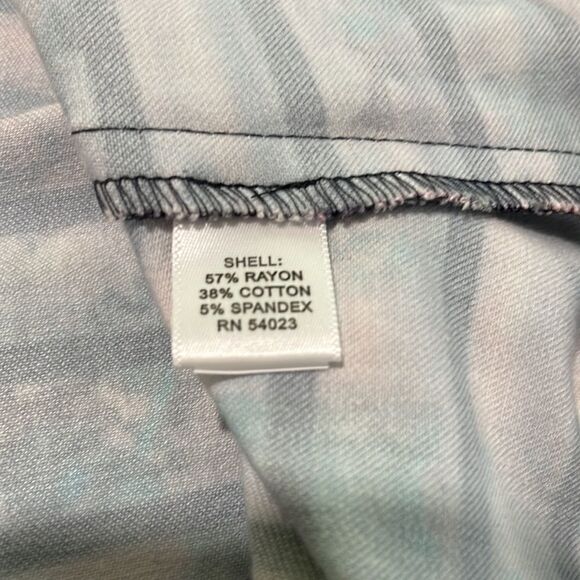 SHELL:
57% RAYON
38% COTTON
5% SPANDEX
RN 54023